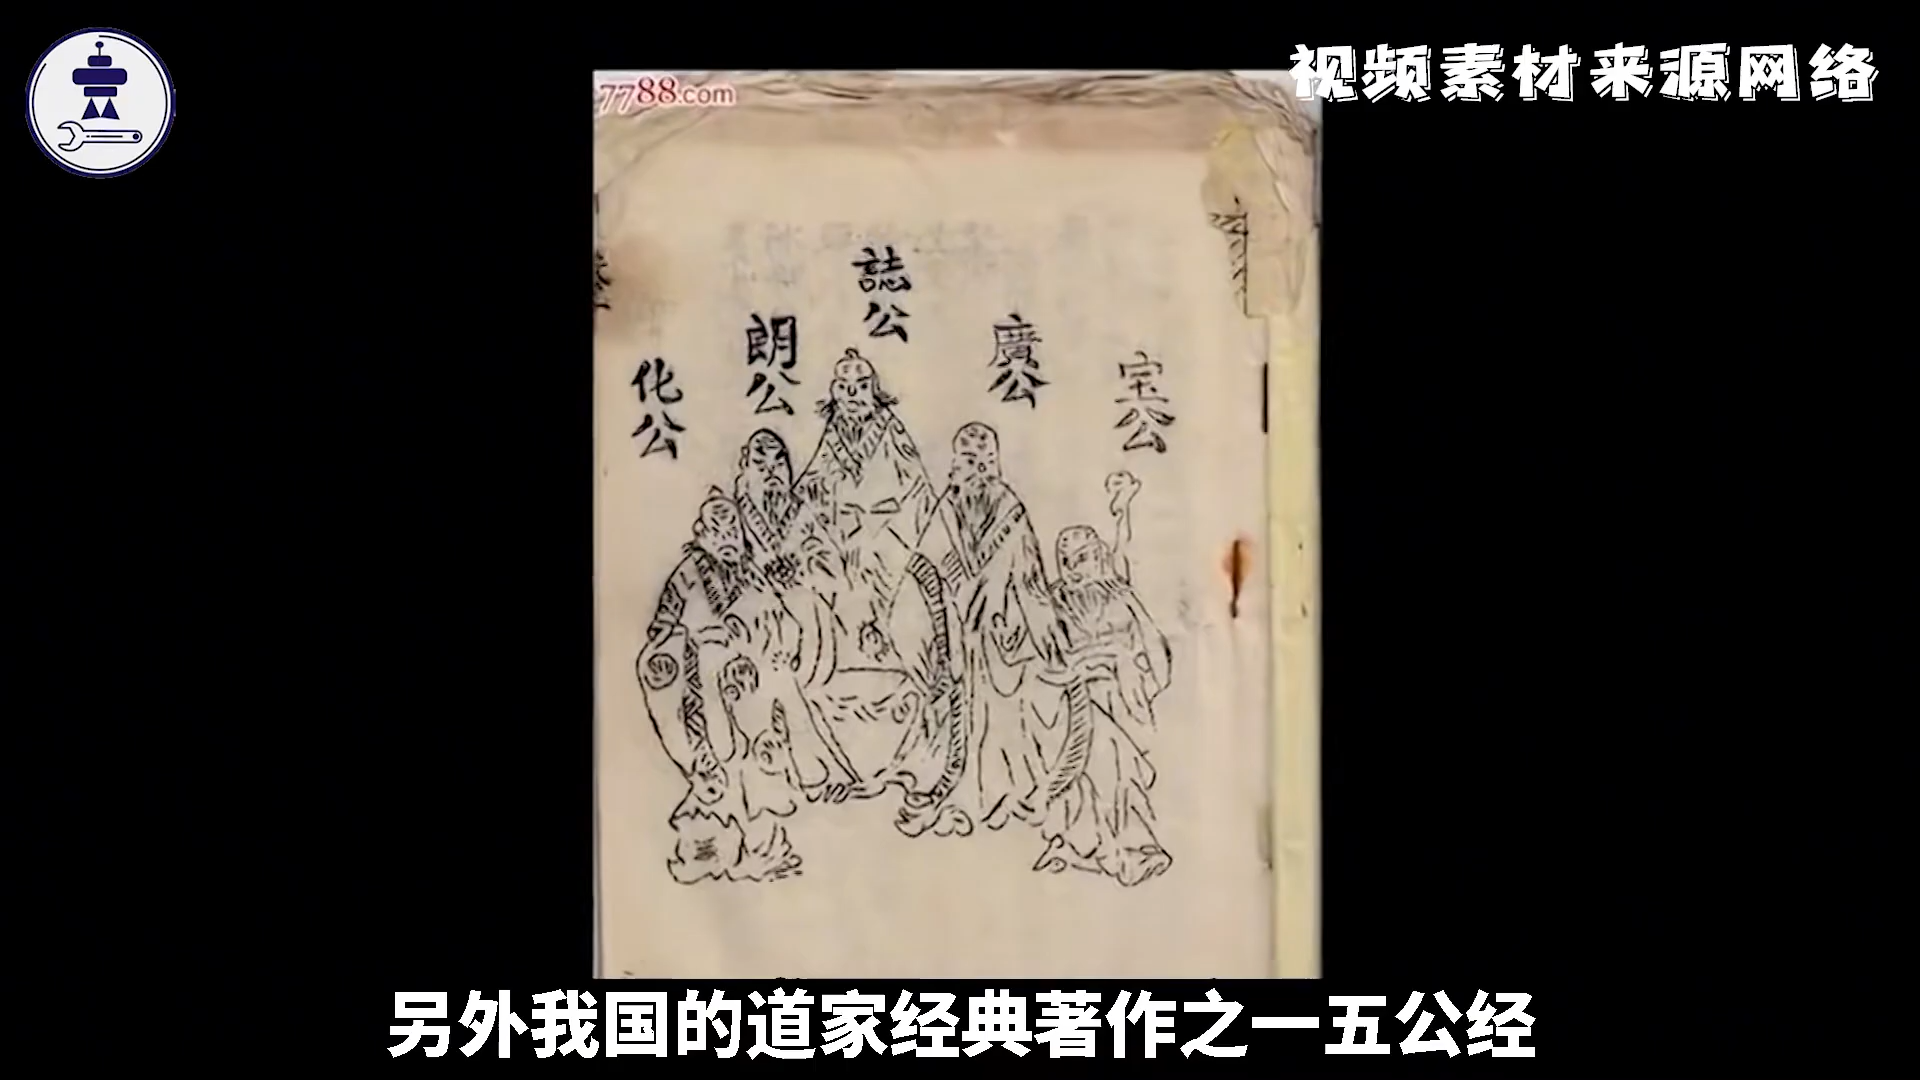 视频素材来源网络
7788.com
誌公
朗公
廣公
宝公
化公
另外我国的道家经典著作之一五公经